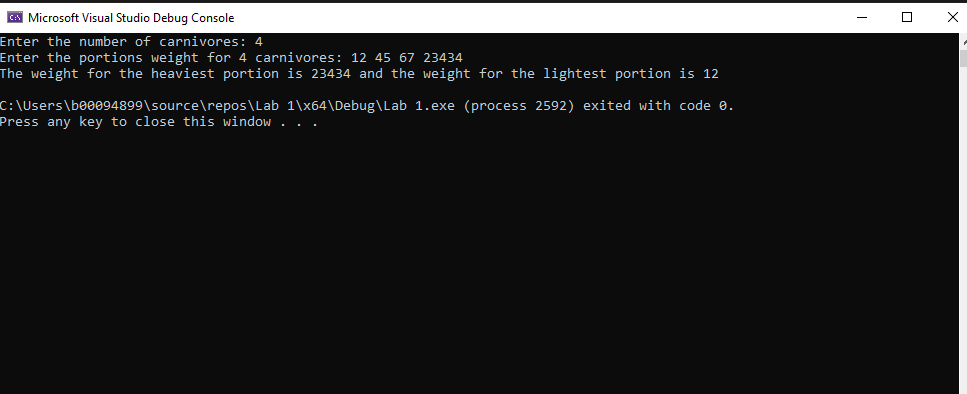 Microsoft Visual Studio Debug Console
Enter the number of carnivores: 4
Enter the portions weight for 4 carnivores: 12 45 67 23434
The weight for the heaviest portion is 23434 and the weight for the lightest portion is 12
C:\Users\b00094899\source\repos\Lab 1\x64\Debug\Lab 1.exe (process 2592) exited with code 0.
Press any key to close this window . . .